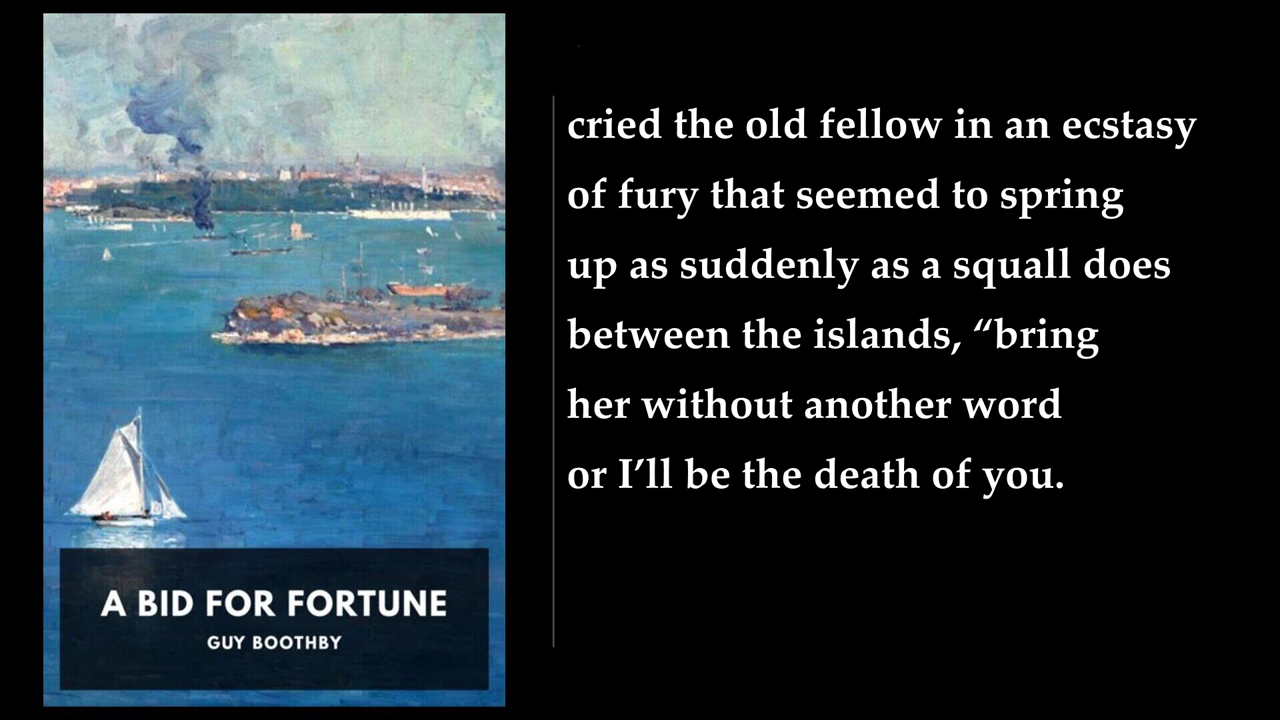 cried the old fellow in an ecstasy
of fury that seemed to spring
up as suddenly as a squall does
between the islands, “bring
her without another word
or I’ll be the death of you.
A BID FOR FORTUNE
GUY BOOTHBY